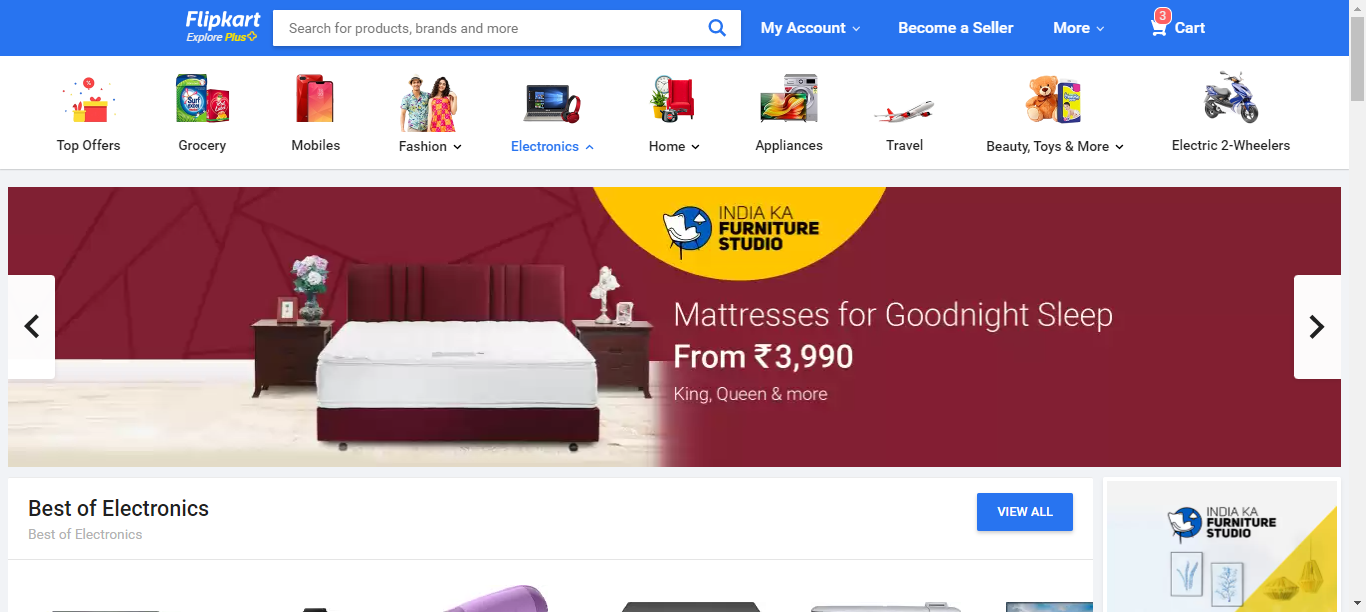 Flipkart
Explore Plus
Search for products, brands and more
My Account
Become a Seller
More
3
Cart
Top Offers
Grocery
Mobiles
Fashion
Electronics
Home
Appliances
Travel
Beauty, Toys & More
Electric 2-Wheelers
INDIA KA
FURNITURE
STUDIO
Mattresses for Goodnight Sleep
From ₹3,990
King, Queen & more
Best of Electronics
VIEW ALL
Best of Electronics
INDIA KA
FURNITURE
STUDIO